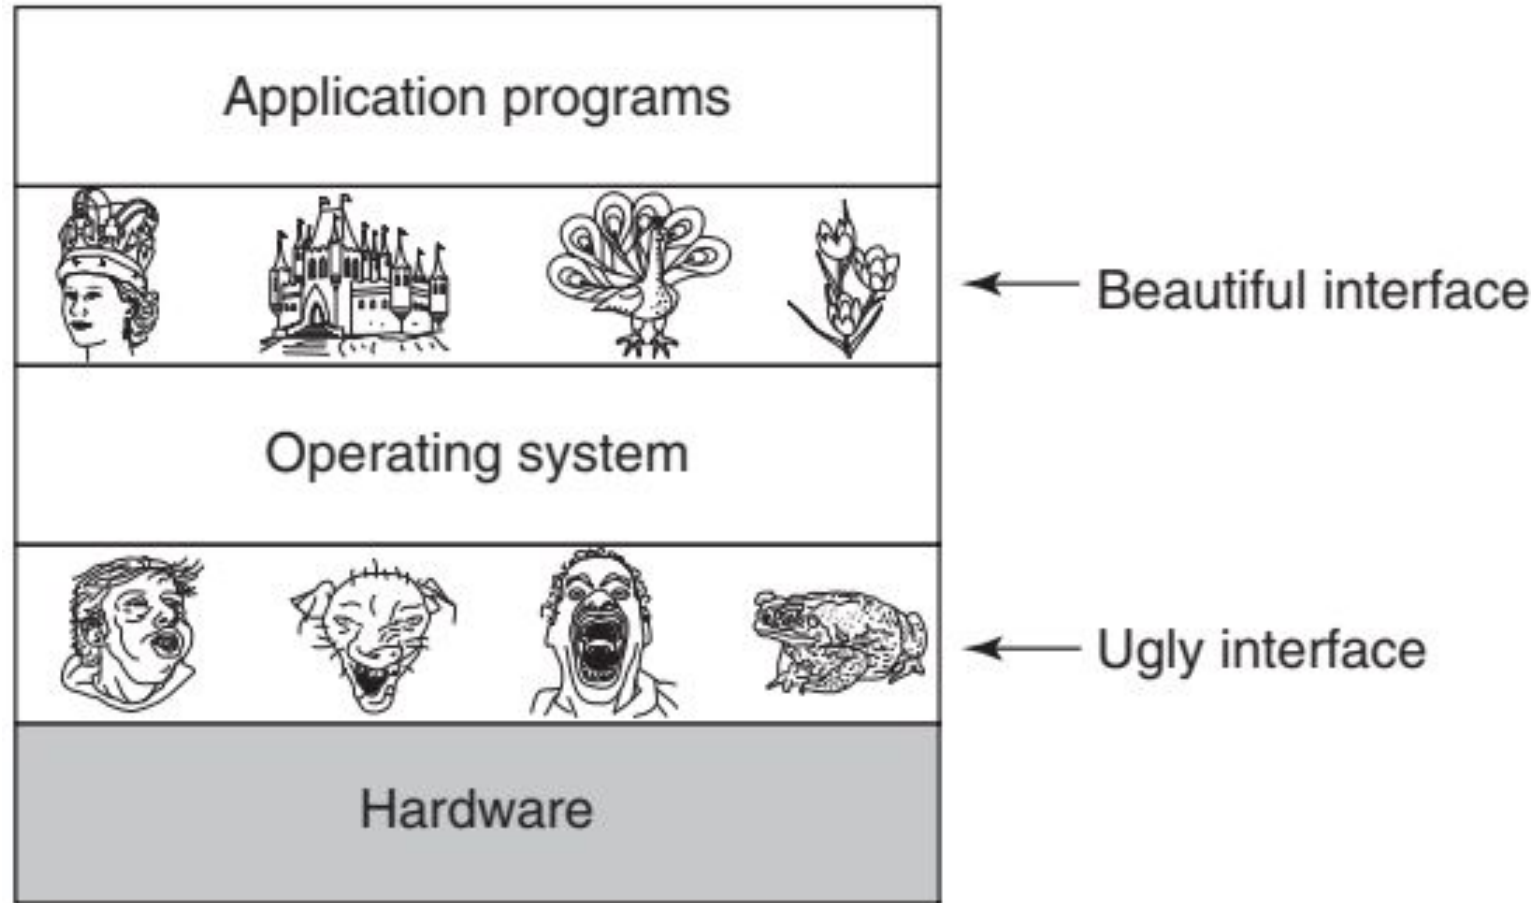 Application programs
Beautiful interface
Operating system
Ugly interface
Hardware